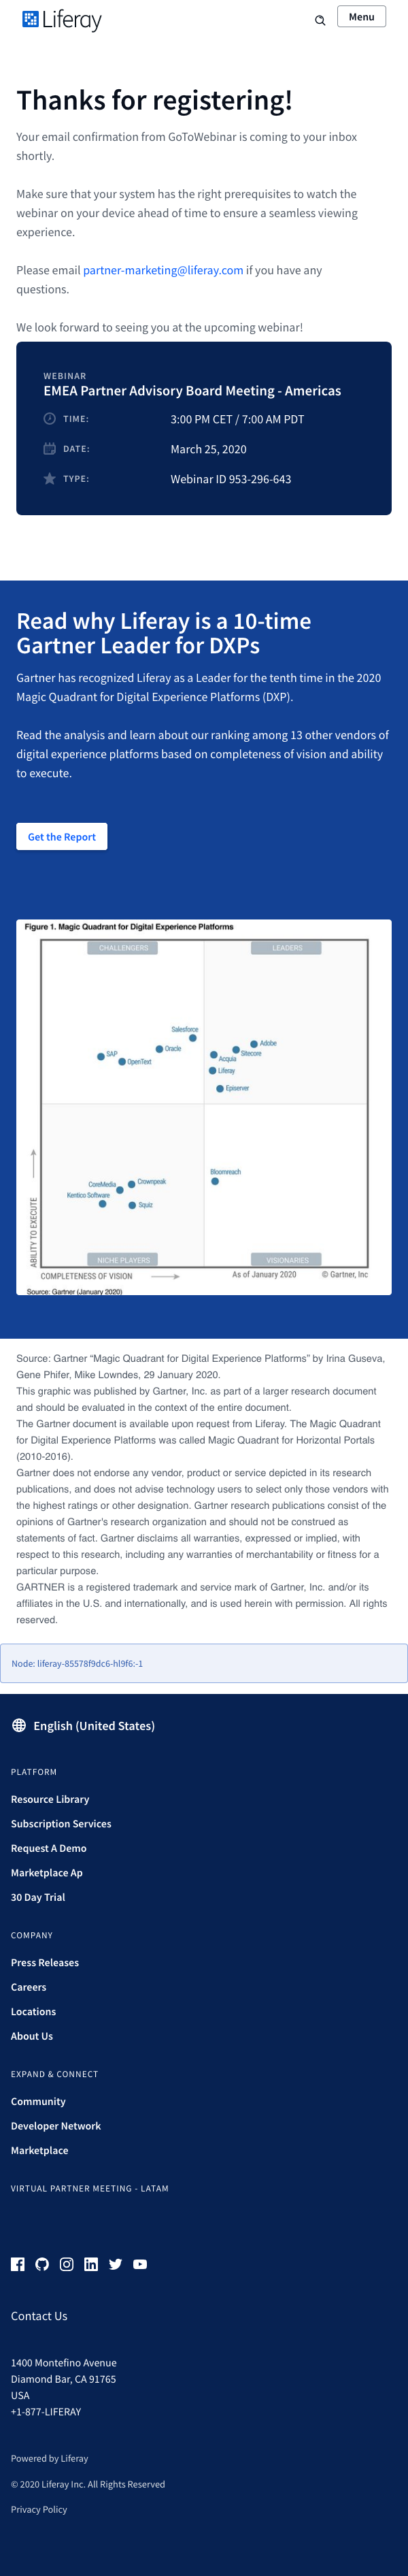 Liferay
Menu
Thanks for registering!
Your email confirmation from GoToWebinar is coming to your inbox
shortly.
Make sure that your system has the right prerequisites to watch the
webinar on your device ahead of time to ensure a seamless viewing
experience.
Please email partner-marketing@liferay.com if you have any
questions.
We look forward to seeing you at the upcoming webinar!
WEBINAR
EMEA Partner Advisory Board Meeting - Americas
TIME: 3:00 PM CET / 7:00 AM PDT
DATE: March 25, 2020
TYPE: Webinar ID 953-296-643
Read why Liferay is a 10-time
Gartner Leader for DXPs
Gartner has recognized Liferay as a Leader for the tenth time in the 2020
Magic Quadrant for Digital Experience Platforms (DXP).
Read the analysis and learn about our ranking among 13 other vendors of
digital experience platforms based on completeness of vision and ability
to execute.
Get the Report
Figure 1. Magic Quadrant for Digital Experience Platforms
CHALLENGERS LEADERS
Salesforce
Adobe
Oracle
Sitecore
SAP
Acquia
OpenText
Liferay
Episerver
Bloomreach
Crownpeak
CoreMedia
Kentico Software
Squiz
ABILITY TO EXECUTE
NICHE PLAYERS VISIONARIES
COMPLETENESS OF VISION As of January 2020 © Gartner, Inc
Source: Gartner (January 2020)
Source: Gartner “Magic Quadrant for Digital Experience Platforms” by Irina Guseva,
Gene Phifer, Mike Lowndes, 29 January 2020.
This graphic was published by Gartner, Inc. as part of a larger research document
and should be evaluated in the context of the entire document.
The Gartner document is available upon request from Liferay. The Magic Quadrant
for Digital Experience Platforms was called Magic Quadrant for Horizontal Portals
(2010-2016).
Gartner does not endorse any vendor, product or service depicted in its research
publications, and does not advise technology users to select only those vendors with
the highest ratings or other designation. Gartner research publications consist of the
opinions of Gartner's research organization and should not be construed as
statements of fact. Gartner disclaims all warranties, expressed or implied, with
respect to this research, including any warranties of merchantability or fitness for a
particular purpose.
GARTNER is a registered trademark and service mark of Gartner, Inc. and/or its
affiliates in the U.S. and internationally, and is used herein with permission. All rights
reserved.
Node: liferay-85578f9dc6-hl9f6:-1
English (United States)
PLATFORM
Resource Library
Subscription Services
Request A Demo
Marketplace Ap
30 Day Trial
COMPANY
Press Releases
Careers
Locations
About Us
EXPAND & CONNECT
Community
Developer Network
Marketplace
VIRTUAL PARTNER MEETING - LATAM
Contact Us
1400 Montefino Avenue
Diamond Bar, CA 91765
USA
+1-877-LIFERAY
Powered by Liferay
© 2020 Liferay Inc. All Rights Reserved
Privacy Policy